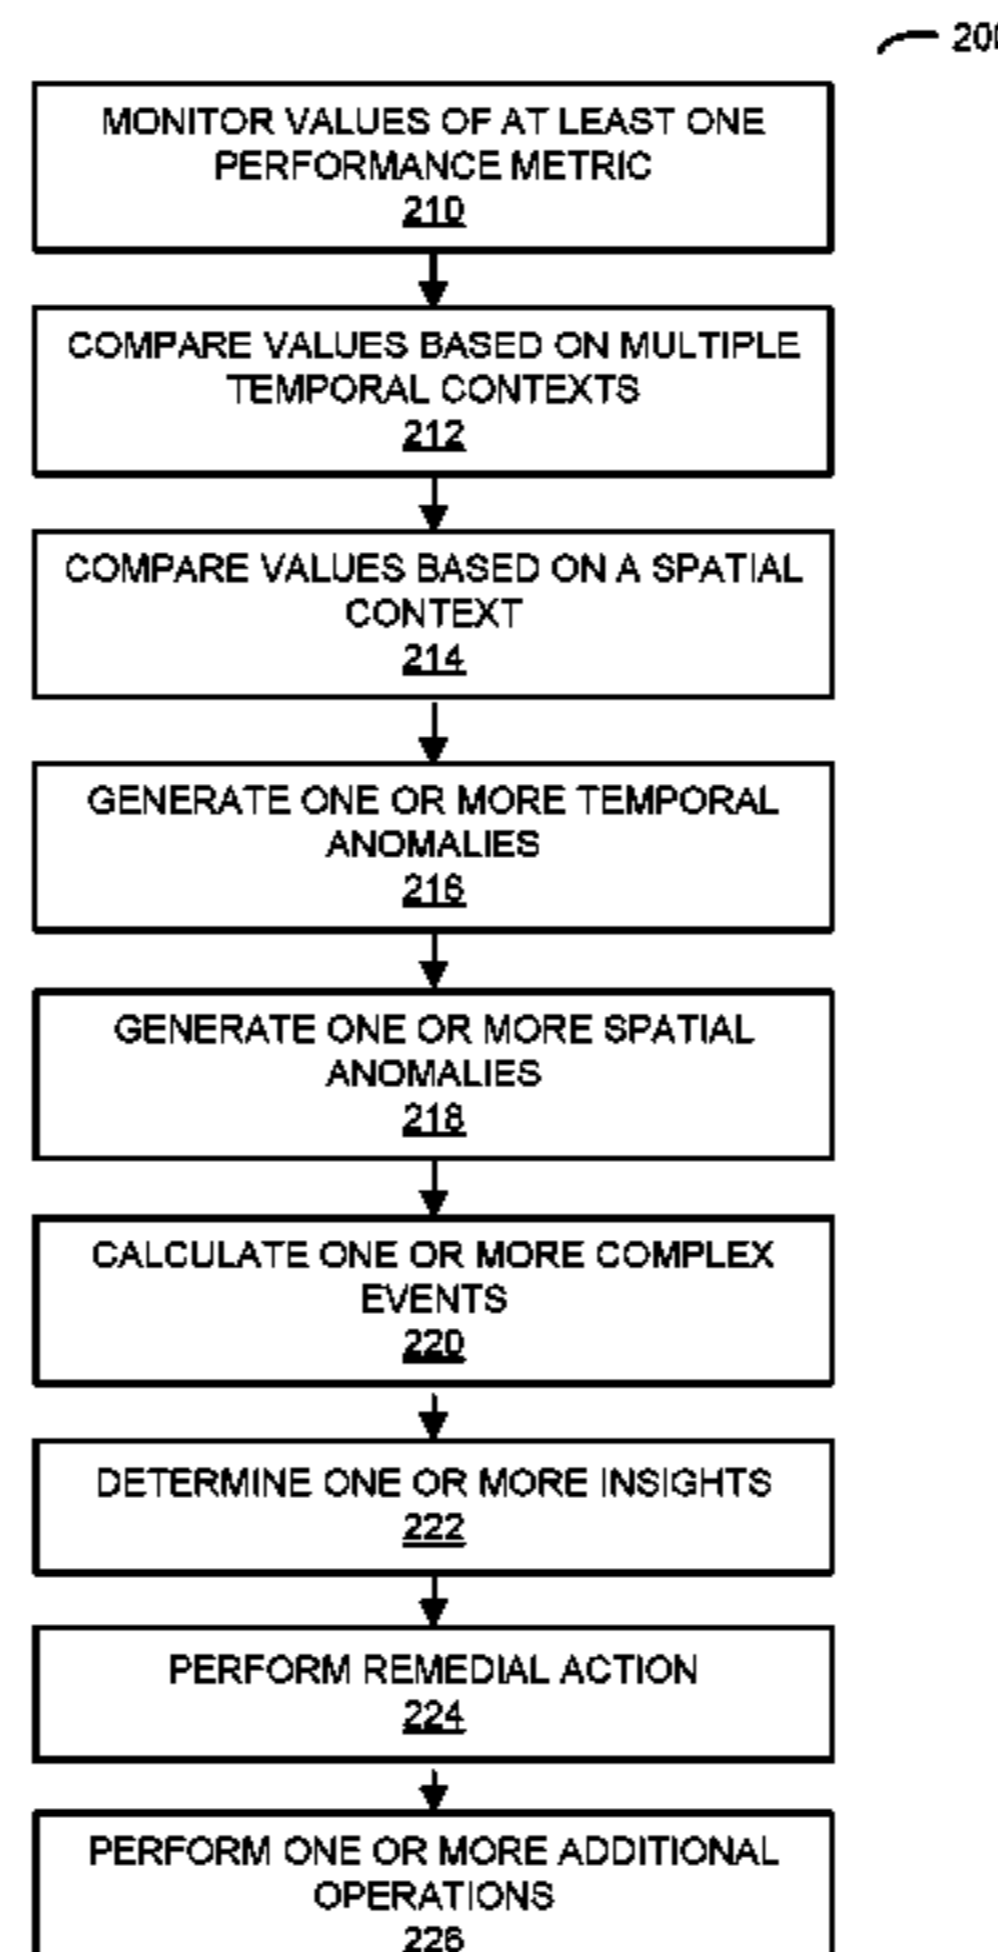 200
MONITOR VALUES OF AT LEAST ONE
PERFORMANCE METRIC
210
COMPARE VALUES BASED ON MULTIPLE
TEMPORAL CONTEXTS
212
COMPARE VALUES BASED ON A SPATIAL
CONTEXT
214
GENERATE ONE OR MORE TEMPORAL
ANOMALIES
216
GENERATE ONE OR MORE SPATIAL
ANOMALIES
218
CALCULATE ONE OR MORE COMPLEX
EVENTS
220
DETERMINE ONE OR MORE INSIGHTS
222
PERFORM REMEDIAL ACTION
224
PERFORM ONE OR MORE ADDITIONAL
OPERATIONS
226